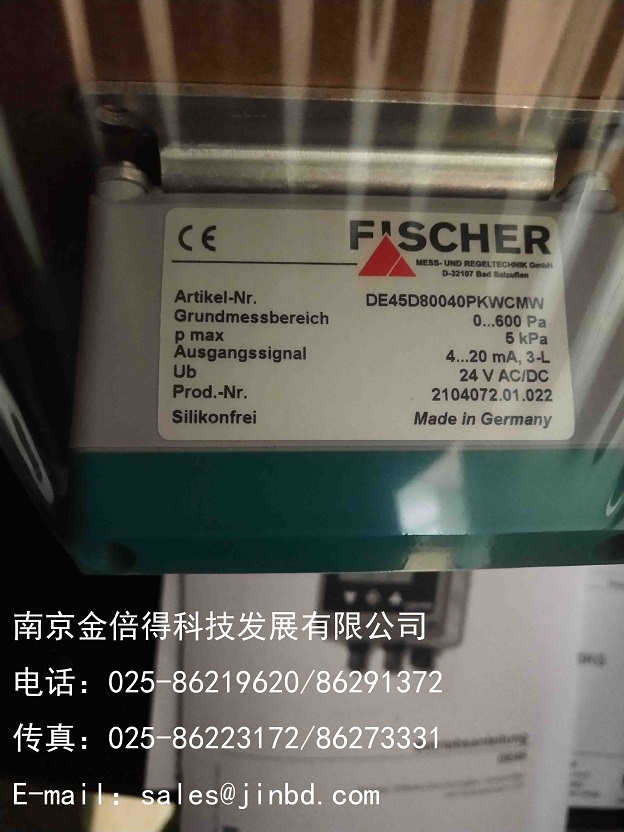 CE
FISCHER
MESS- UND REGELTECHNIK GmbH
D-32107 Bad Salzuflen
Artikel-Nr. DE45D80040PKWCMW
Grundmessbereich 0...600 Pa
p max 5 kPa
Ausgangssignal 4...20 mA, 3-L
Ub 24 V AC/DC
Prod.-Nr. 2104072.01.022
Silikonfrei Made in Germany
南京金倍得科技发展有限公司
电话：025-86219620/86291372
传真：025-86223172/86273331
E-mail：sales@jinbd.com